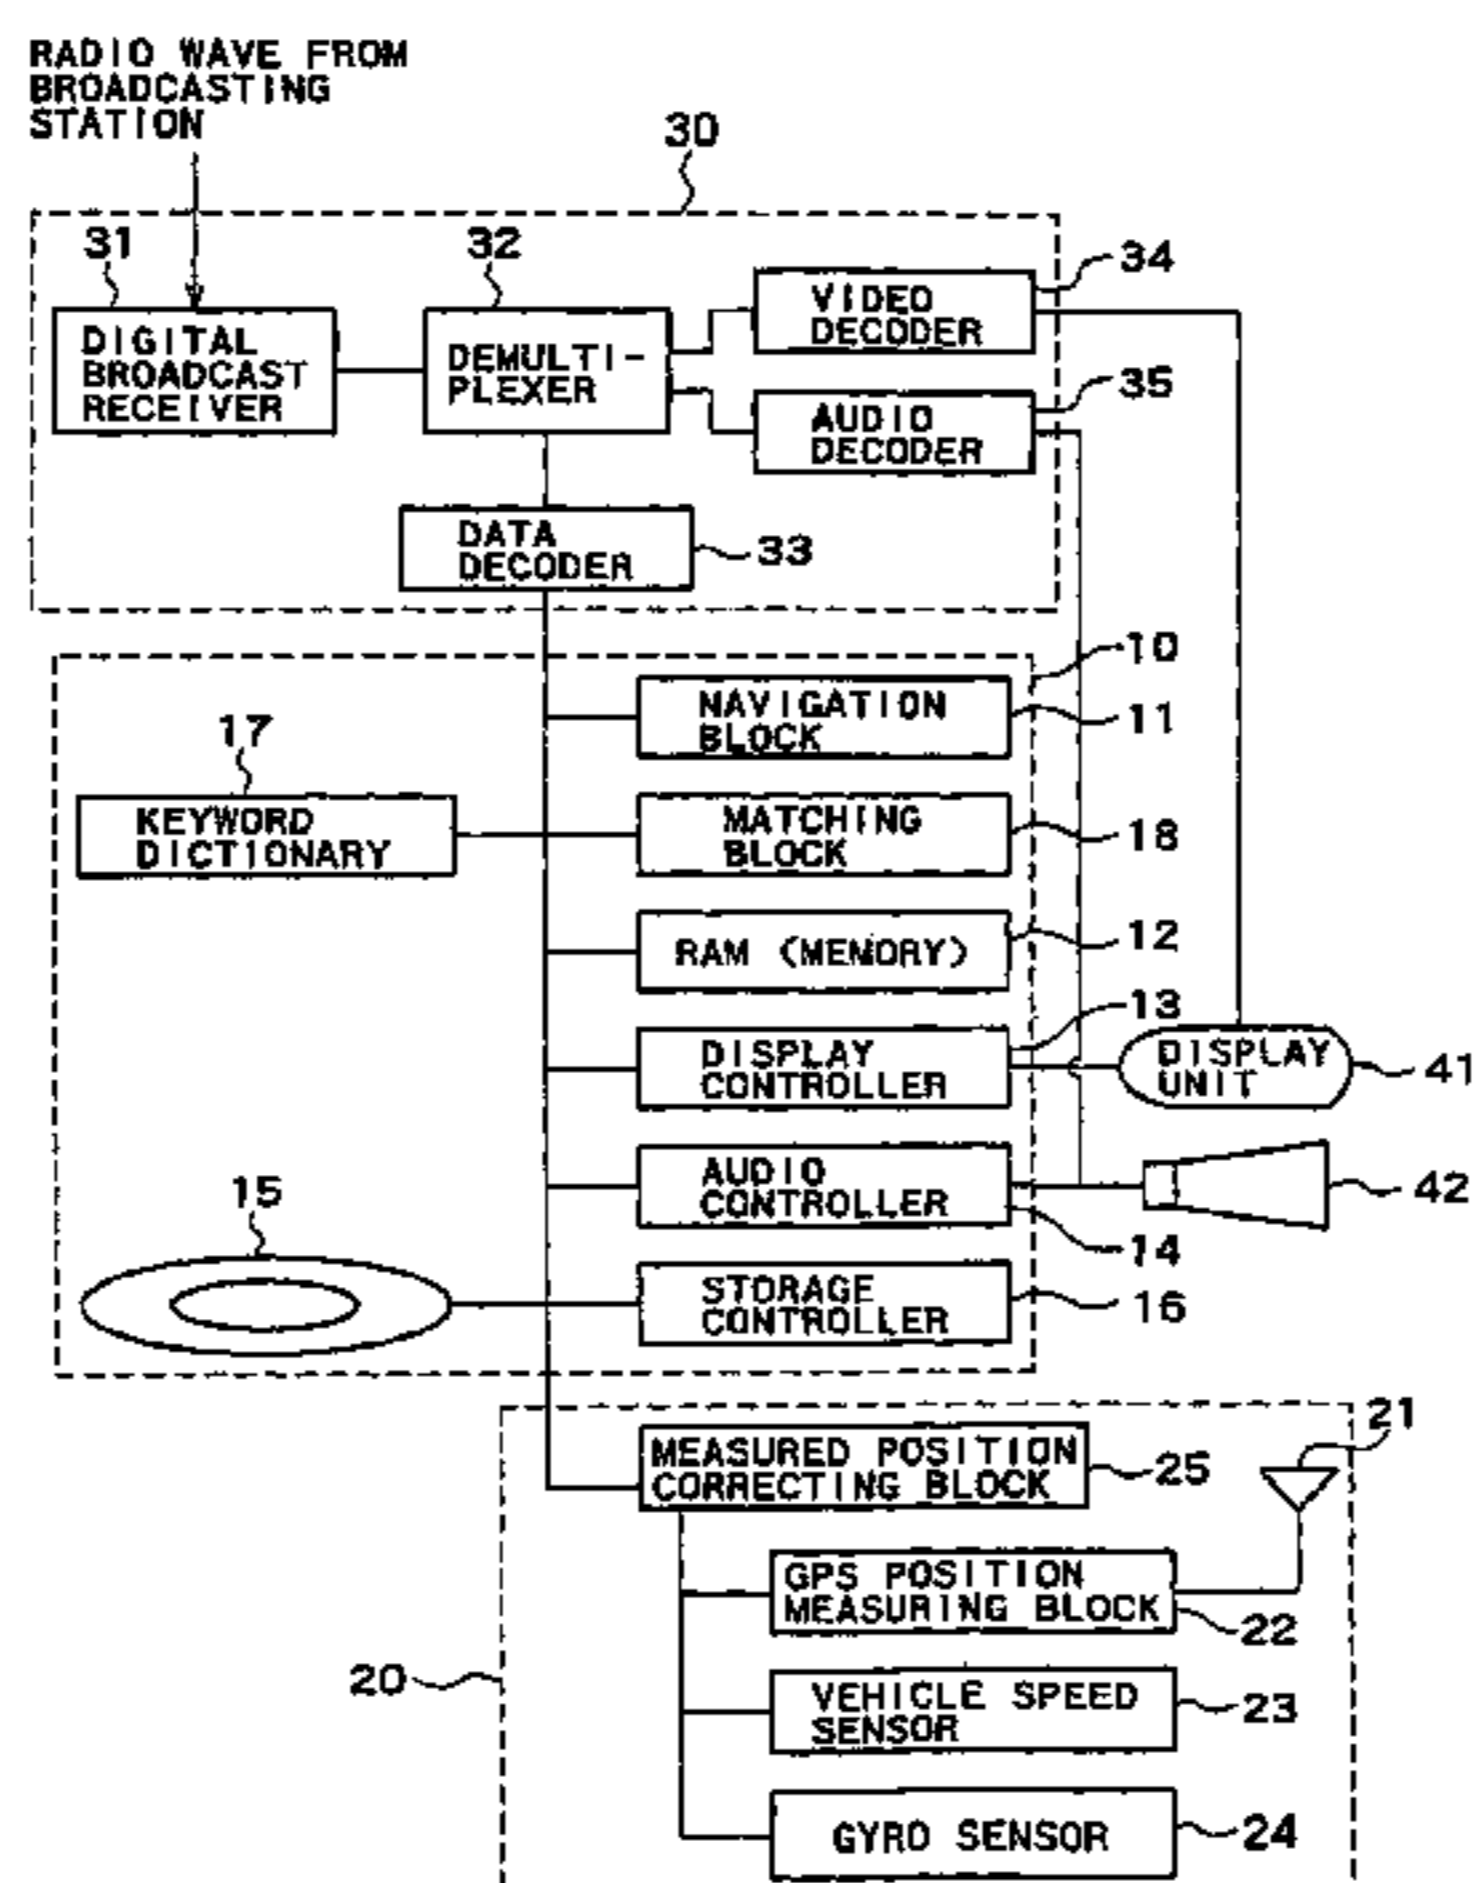 RADIO WAVE FROM
BROADCASTING
STATION
30
31
32
34
DIGITAL
BROADCAST
RECEIVER
DEMULTI-
PLEXER
VIDEO
DECODER
35
AUDIO
DECODER
DATA
DECODER
33
10
NAVIGATION
BLOCK
11
17
KEYWORD
DICTIONARY
MATCHING
BLOCK
18
RAM (MEMORY)
12
13
DISPLAY
CONTROLLER
DISPLAY
UNIT
41
15
AUDIO
CONTROLLER
42
14
STORAGE
CONTROLLER
16
21
MEASURED POSITION
CORRECTING BLOCK
25
GPS POSITION
MEASURING BLOCK
22
20
VEHICLE SPEED
SENSOR
23
GYRO SENSOR
24